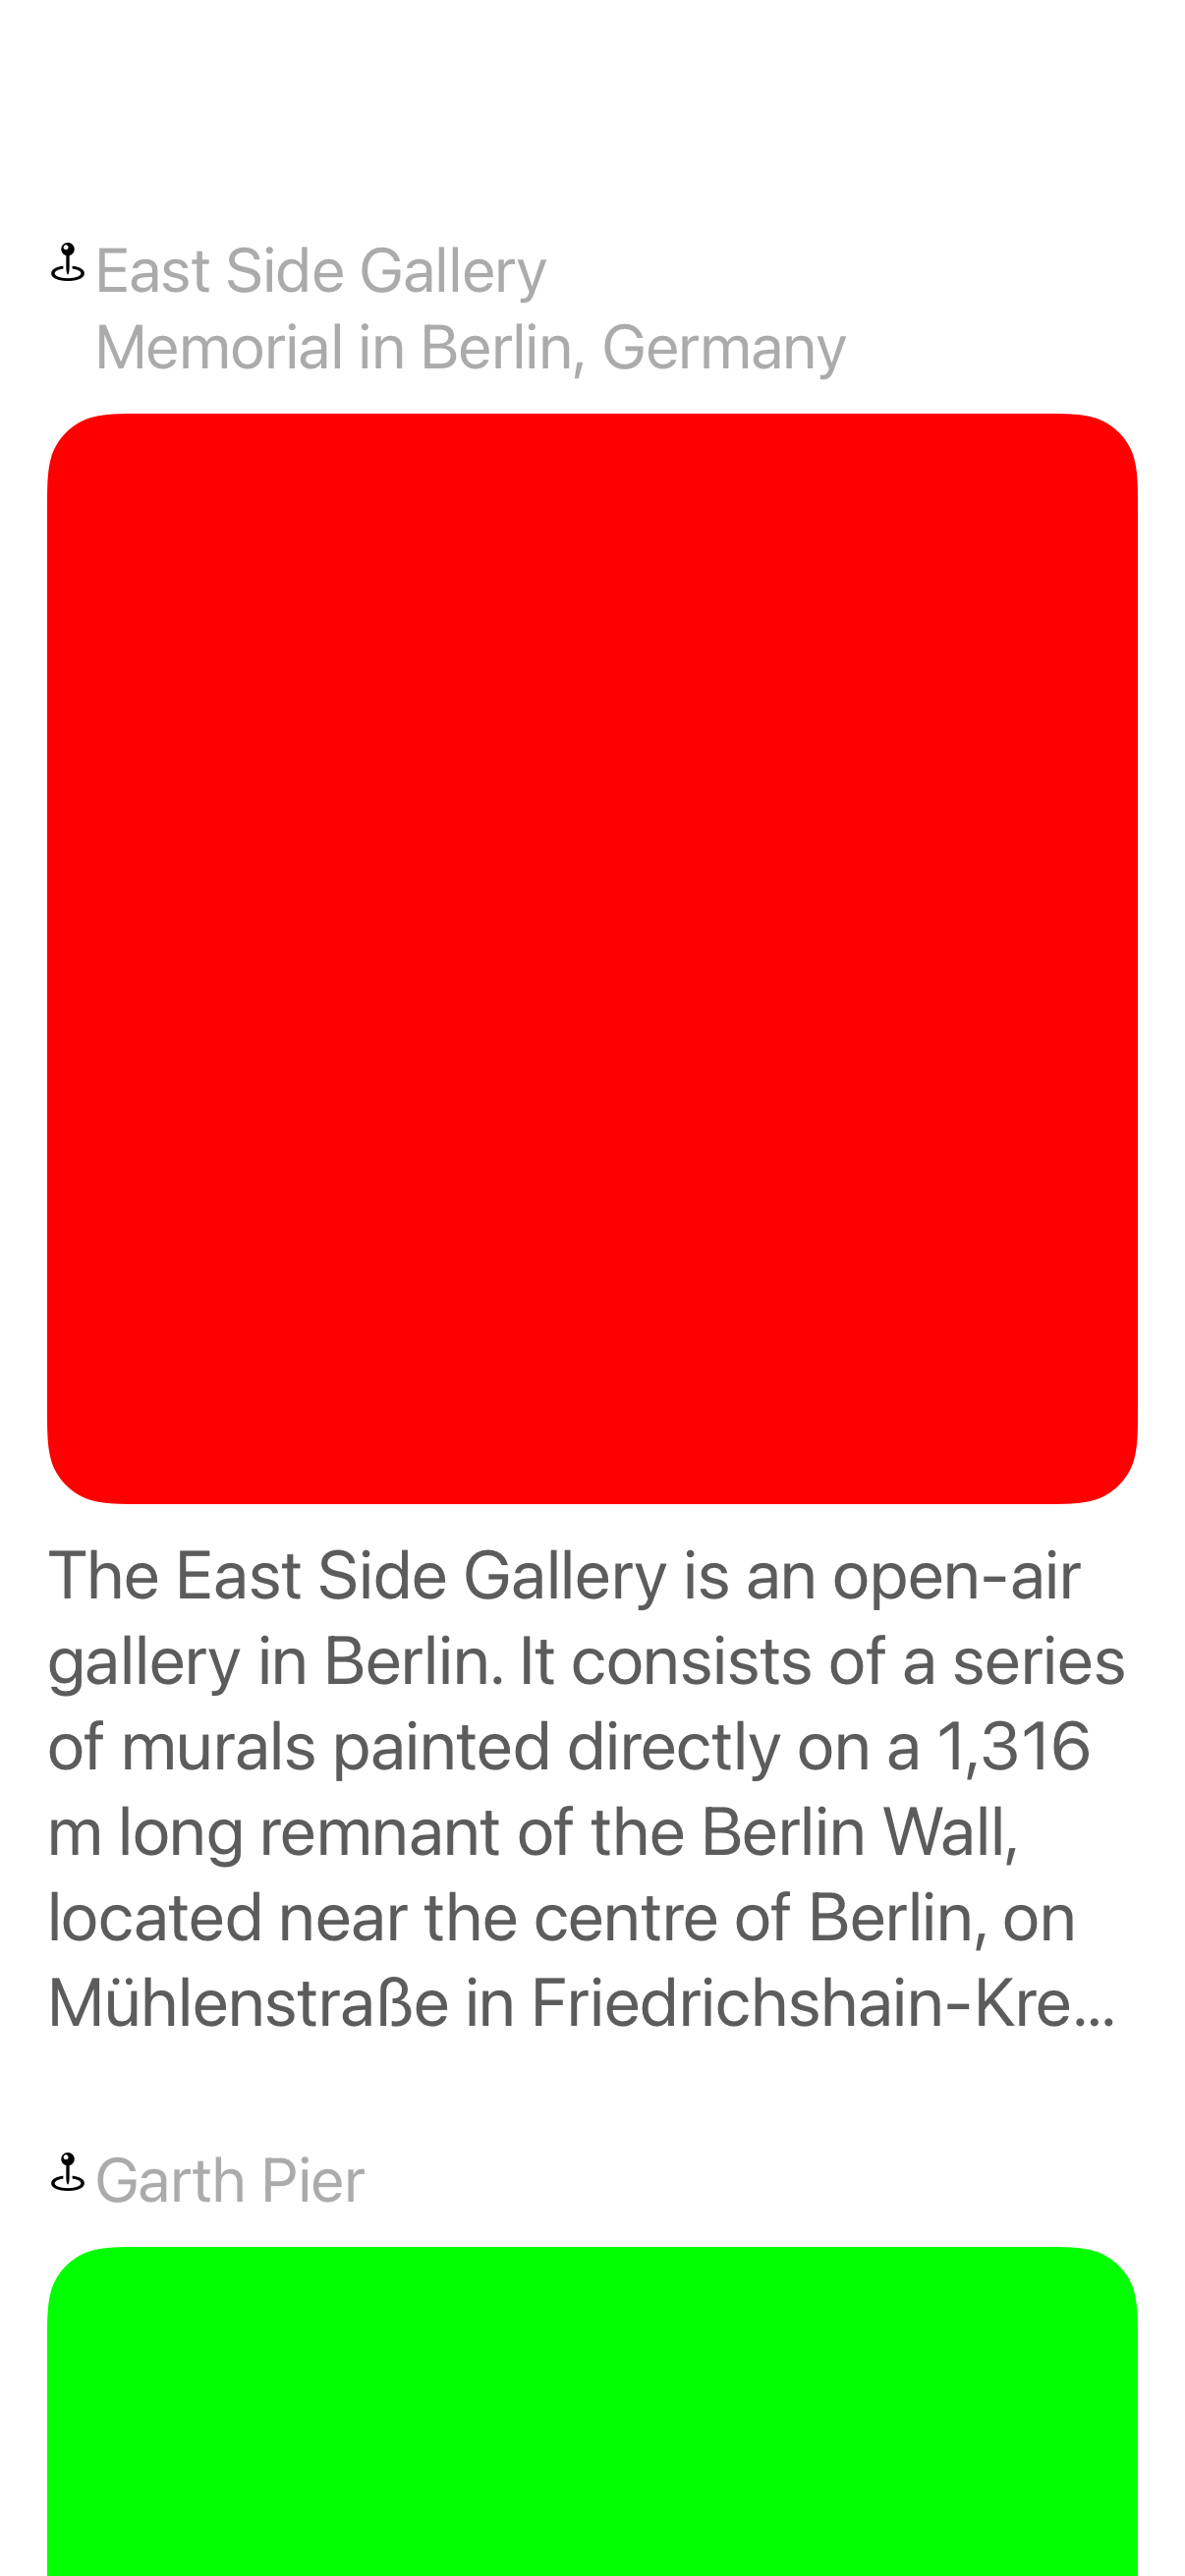 East Side Gallery
Memorial in Berlin, Germany
The East Side Gallery is an open-air
gallery in Berlin. It consists of a series
of murals painted directly on a 1,316
m long remnant of the Berlin Wall,
located near the centre of Berlin, on
Mühlenstraße in Friedrichshain-Kre...
Garth Pier